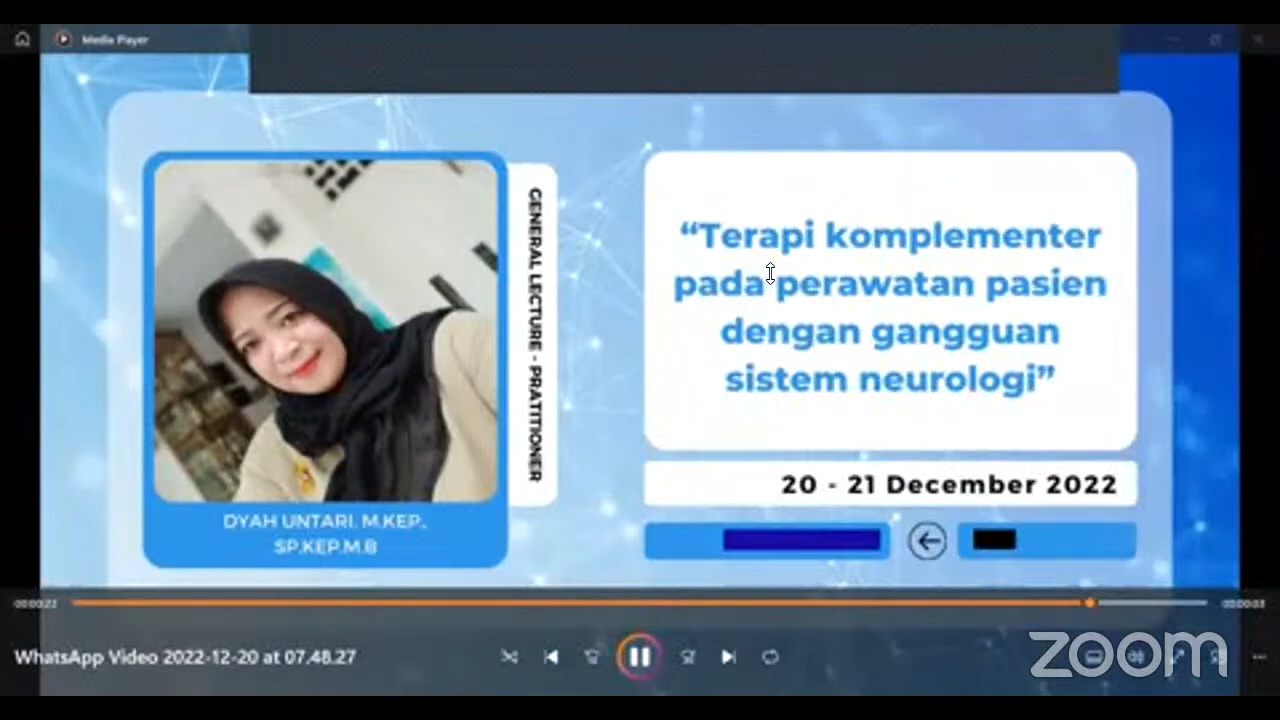 Media Player
GENERAL LECTURE - PRATITIONER
DYAH UNTARI. M.KEP.,
SP.KEP.M.B
“Terapi komplementer
pada perawatan pasien
dengan gangguan
sistem neurologi”
20 - 21 December 2022
WhatsApp Video 2022-12-20 at 07.48.27
zoom